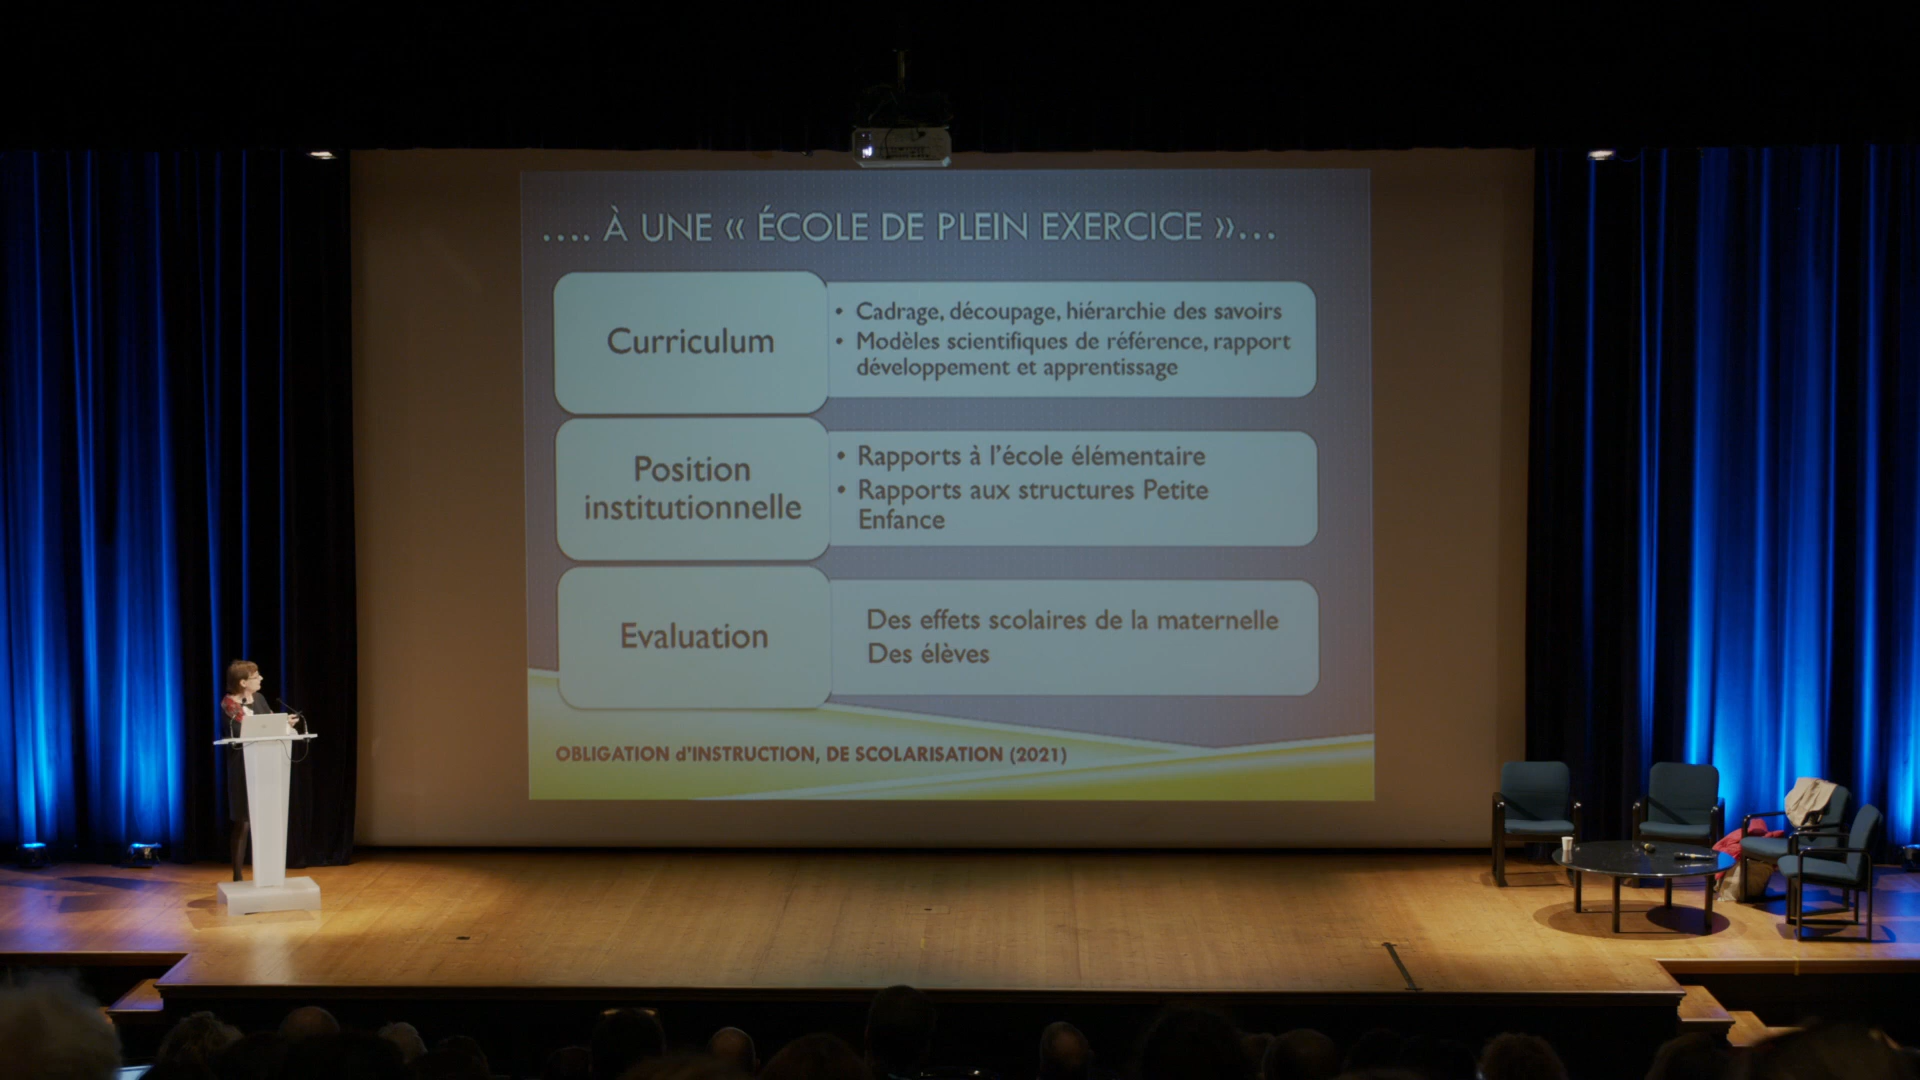 .... À UNE « ÉCOLE DE PLEIN EXERCICE »...
Curriculum
• Cadrage, découpage, hiérarchie des savoirs
• Modèles scientifiques de référence, rapport
développement et apprentissage
Position
institutionnelle
• Rapports à l'école élémentaire
• Rapports aux structures Petite
Enfance
Evaluation
Des effets scolaires de la maternelle
Des élèves
OBLIGATION d'INSTRUCTION, DE SCOLARISATION (2021)